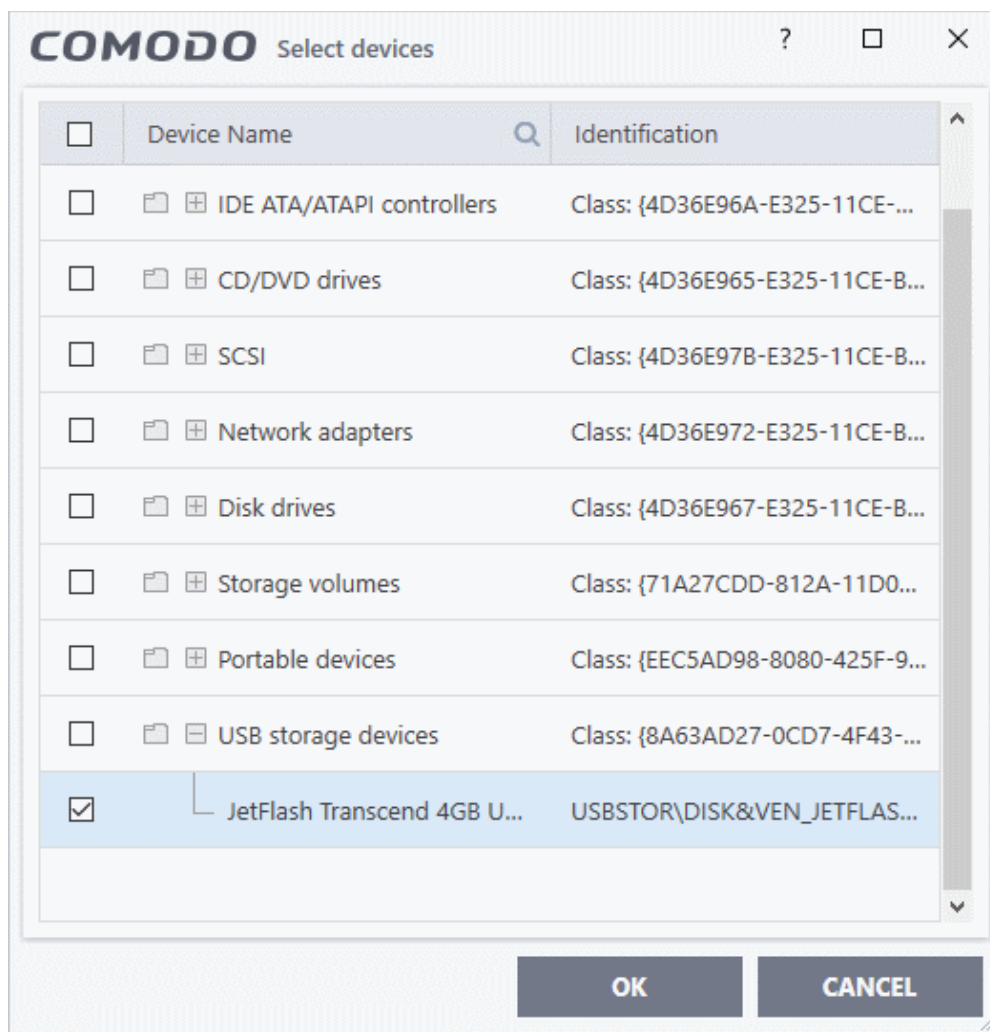 COMODO Select devices ?
Device Name Identification
IDE ATA/ATAPI controllers Class: {4D36E96A-E325-11CE-...
CD/DVD drives Class: {4D36E965-E325-11CE-B...
SCSI Class: {4D36E97B-E325-11CE-B...
Network adapters Class: {4D36E972-E325-11CE-B...
Disk drives Class: {4D36E967-E325-11CE-B...
Storage volumes Class: {71A27CDD-812A-11D0...
Portable devices Class: {EEC5AD98-8080-425F-9...
USB storage devices Class: {8A63AD27-0CD7-4F43-...
JetFlash Transcend 4GB U... USBSTOR\DISK&VEN_JETFLAS...
OK CANCEL